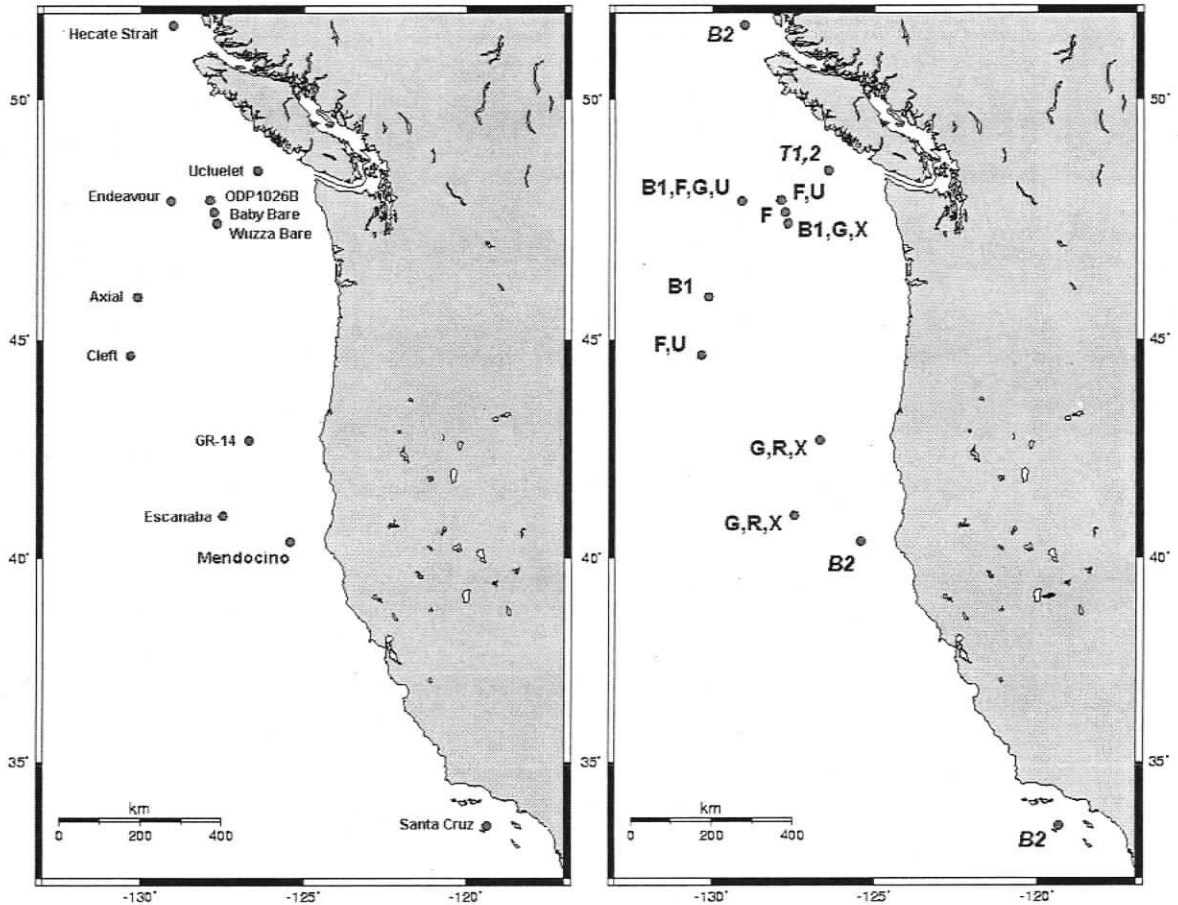 Hecate Strait
50°
Ucluelet
Endeavour
ODP1026B
Baby Bare
Wuzza Bare
Axial
45°
Cleft
GR-14
Escanaba
Mendocino
40°
35°
km
0 200 400
Santa Cruz
-130° -125° -120°
B2
50°
T1,2
B1,F,G,U
F,U
F
B1,G,X
B1
45°
F,U
G,R,X
G,R,X
B2
40°
35°
km
0 200 400
B2
-130° -125° -120°